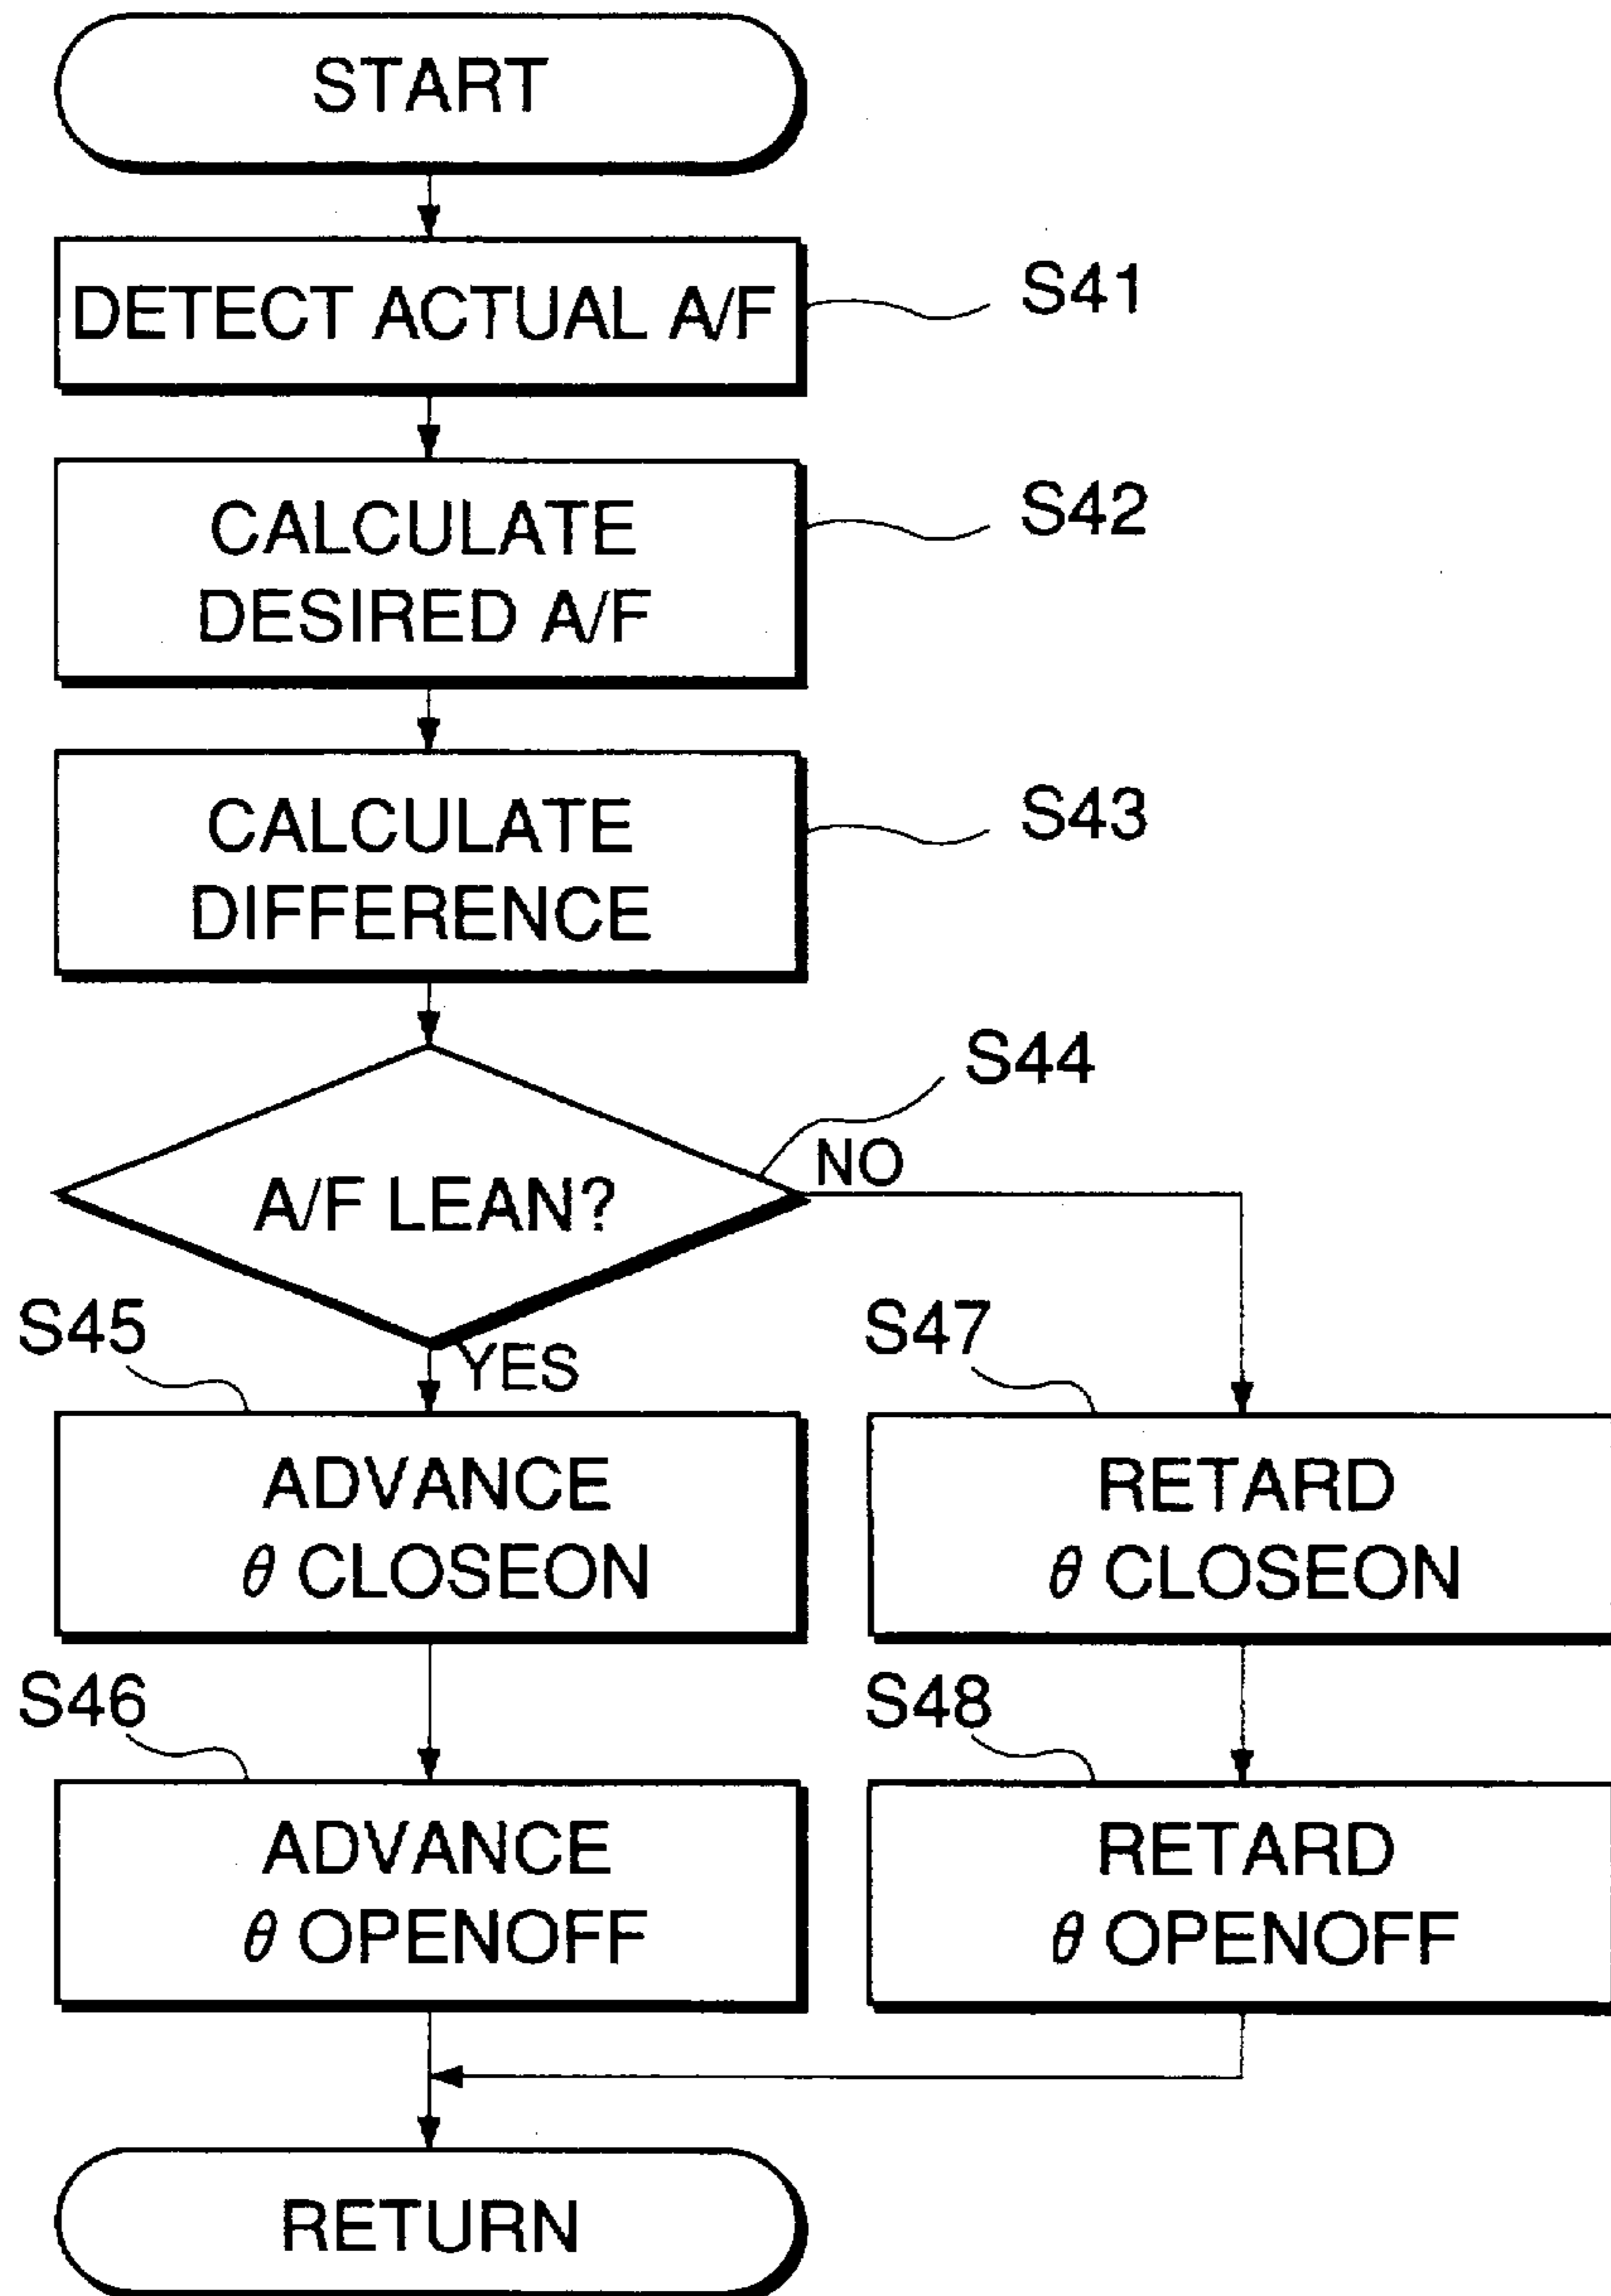 START
DETECT ACTUAL A/F
S41
CALCULATE
DESIRED A/F
S42
CALCULATE
DIFFERENCE
S43
A/F LEAN?
S44
NO
YES
S45
ADVANCE
θ CLOSEON
S47
RETARD
θ CLOSEON
S46
ADVANCE
θ OPENOFF
S48
RETARD
θ OPENOFF
RETURN